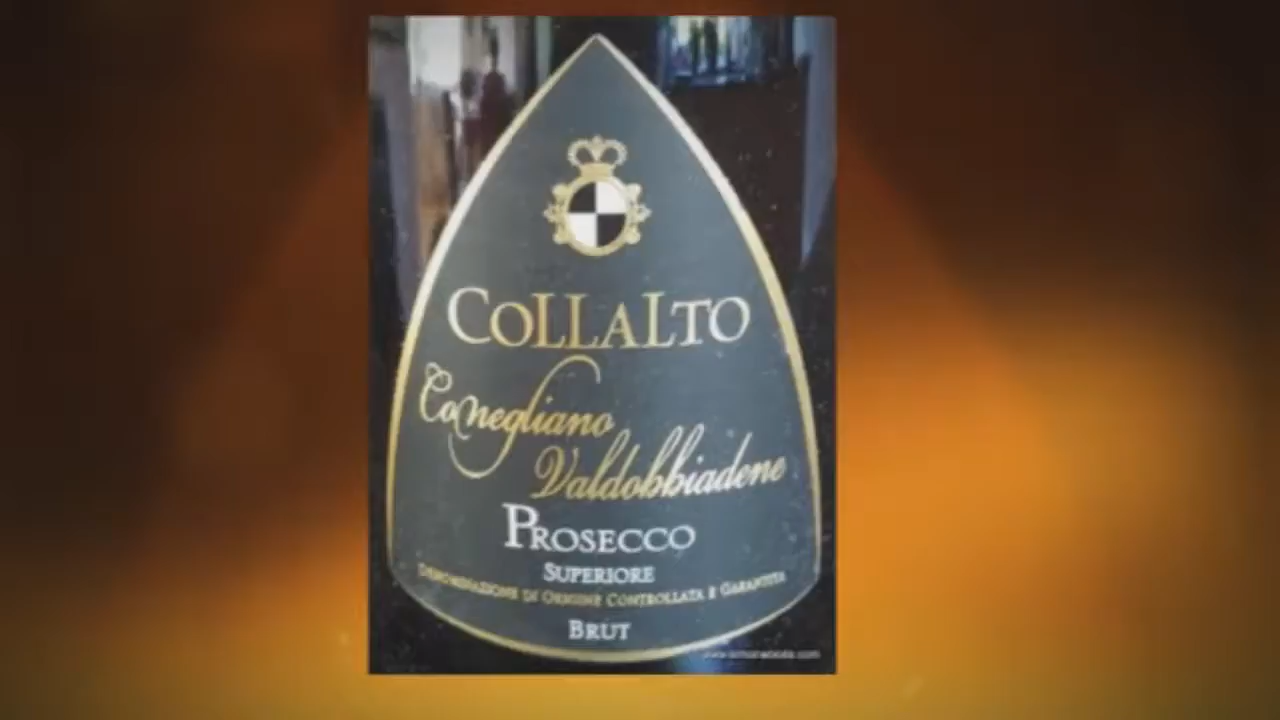 COLLALTO
Conegliano
Valdobbiadene
PROSECCO
SUPERIORE
DENOMINAZIONE DI ORIGINE CONTROLLATA E GARANTITA
BRUT